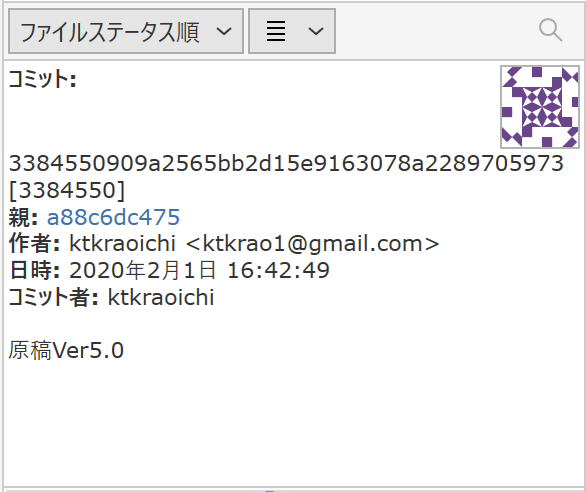 ファイルステータス順
コミット:
3384550909a2565bb2d15e9163078a2289705973
[3384550]
親: a88c6dc475
作者: ktkraoichi <ktkrao1@gmail.com>
日時: 2020年2月1日 16:42:49
コミット者: ktkraoichi
原稿Ver5.0